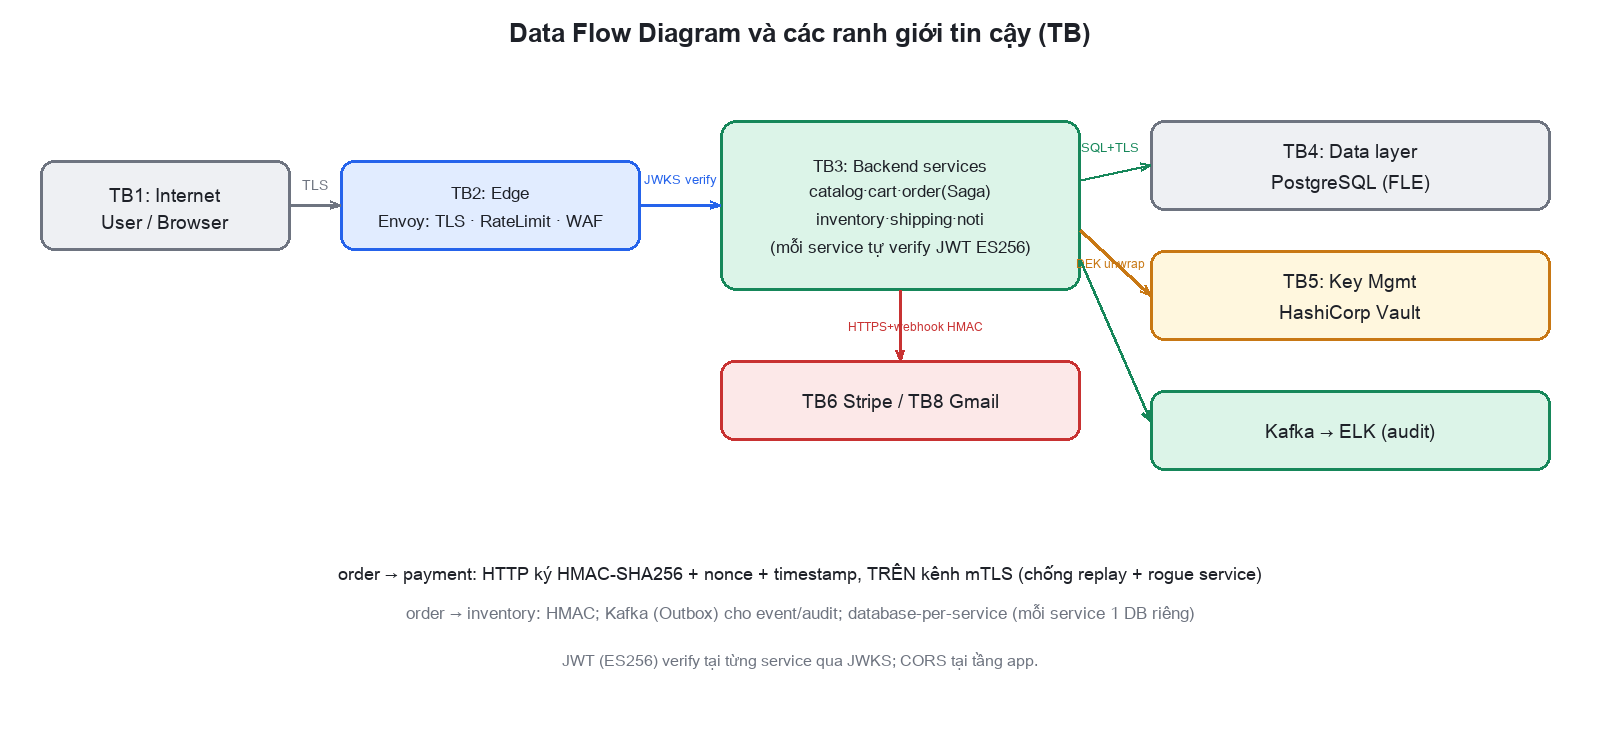 Data Flow Diagram và các ranh giới tin cậy (TB)
TB1: Internet
User / Browser
TLS
TB2: Edge
Envoy: TLS · RateLimit · WAF
JWKS verify
TB3: Backend services
catalog·cart·order(Saga)
inventory·shipping·noti
(mỗi service tự verify JWT ES256)
SQL+TLS
TB4: Data layer
PostgreSQL (FLE)
DEK unwrap
TB5: Key Mgmt
HashiCorp Vault
HTTPS+webhook HMAC
TB6 Stripe / TB8 Gmail
Kafka → ELK (audit)
order → payment: HTTP ký HMAC-SHA256 + nonce + timestamp, TRÊN kênh mTLS (chống replay + rogue service)
order → inventory: HMAC; Kafka (Outbox) cho event/audit; database-per-service (mỗi service 1 DB riêng)
JWT (ES256) verify tại từng service qua JWKS; CORS tại tầng app.